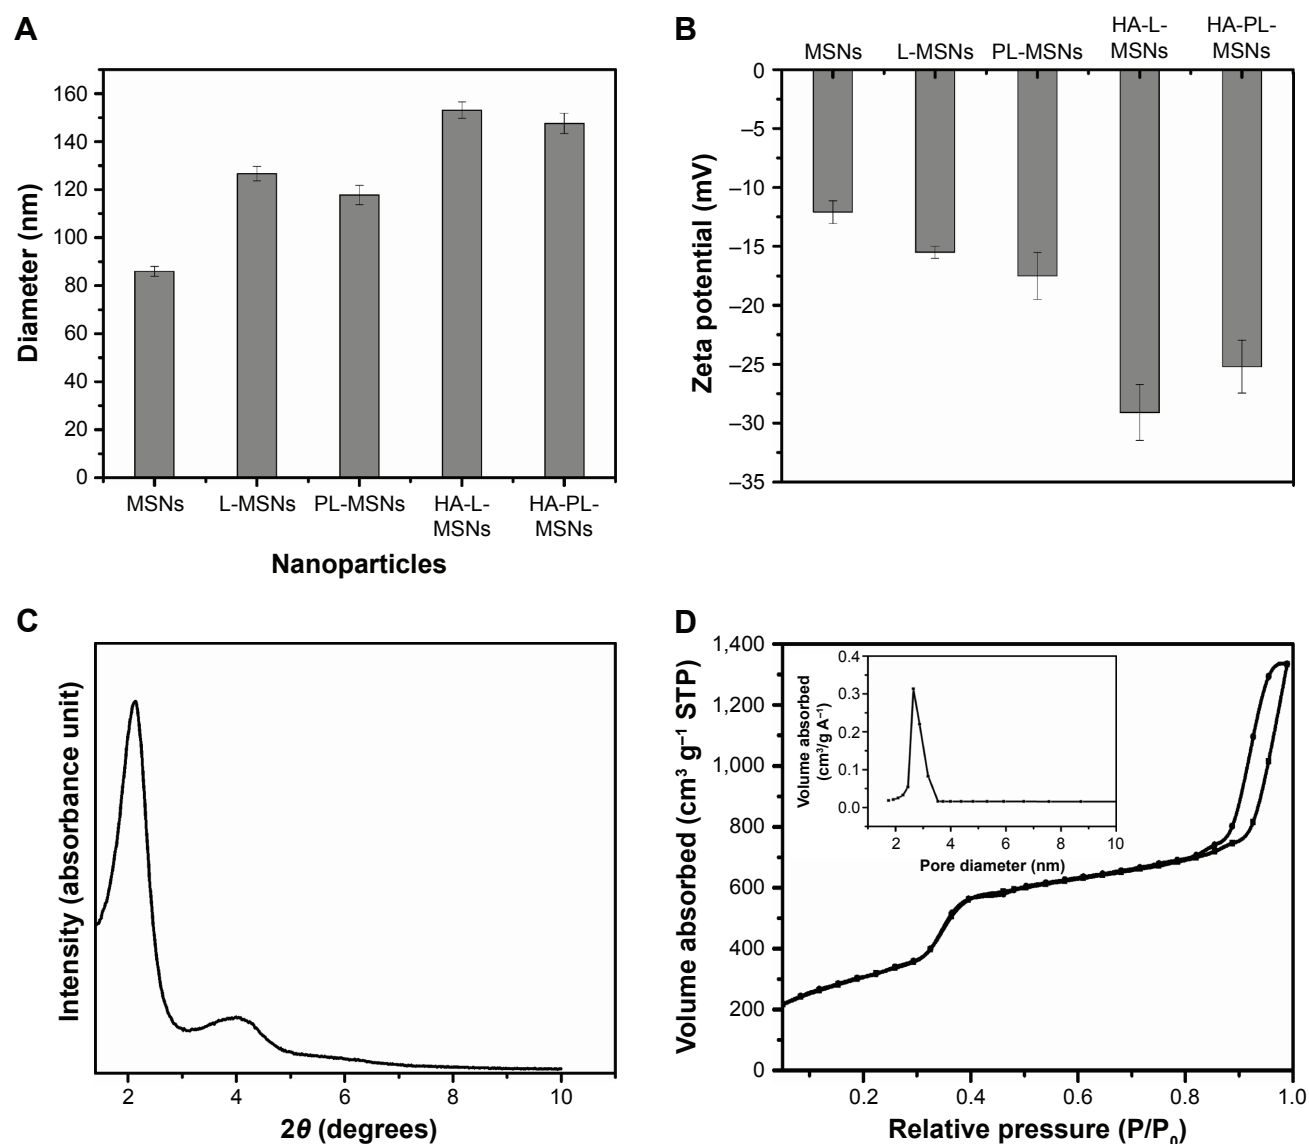 A
160
140
120
100
80
60
40
20
0
Diameter (nm)
MSNs L-MSNs PL-MSNs HA-L- HA-PL-
MSNs MSNs
Nanoparticles
B
HA-L- HA-PL-
MSNs L-MSNs PL-MSNs MSNs MSNs
0
–5
–10
–15
–20
–25
–30
–35
Zeta potential (mV)
C
Intensity (absorbance unit)
2 4 6 8 10
2θ (degrees)
D
1,400
1,200
1,000
800
600
400
200
0
Volume absorbed (cm³ g⁻¹ STP)
0.2 0.4 0.6 0.8 1.0
Relative pressure (P/P₀)
0.4
0.3
0.2
0.1
0.0
Volume absorbed
(cm³/g A⁻¹)
2 4 6 8 10
Pore diameter (nm)